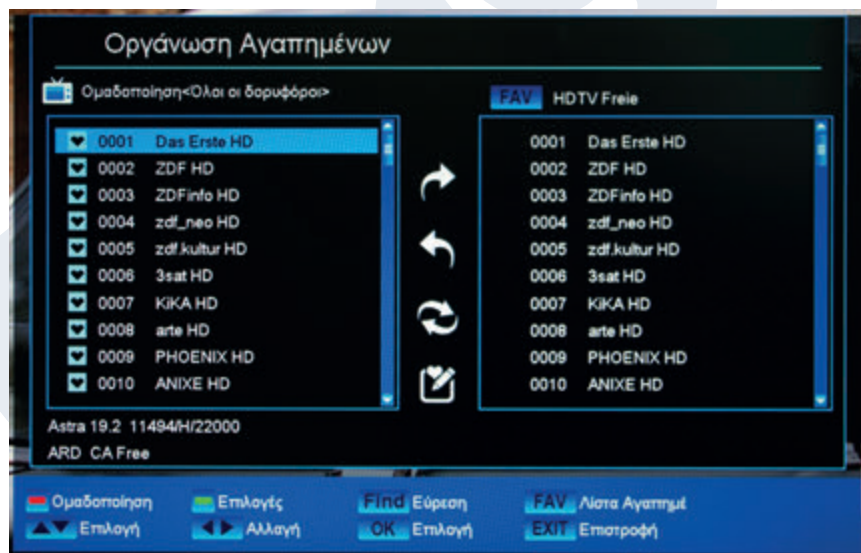 Οργάνωση Αγαπημένων
Ομαδοποίηση<Όλοι οι δορυφόροι>
FAV HDTV Freie
0001 Das Erste HD
0002 ZDF HD
0003 ZDFinfo HD
0004 zdf_neo HD
0005 zdf.kultur HD
0006 3sat HD
0007 KiKA HD
0008 arte HD
0009 PHOENIX HD
0010 ANIXE HD
0001 Das Erste HD
0002 ZDF HD
0003 ZDFinfo HD
0004 zdf_neo HD
0005 zdf.kultur HD
0006 3sat HD
0007 KiKA HD
0008 arte HD
0009 PHOENIX HD
0010 ANIXE HD
Astra 19.2 11494/H/22000
ARD CA Free
Ομαδοποίηση Επιλογές Find Εύρεση FAV Λίστα Αγαπημέ
Επιλογή Αλλαγή OK Επιλογή EXIT Επιστροφή